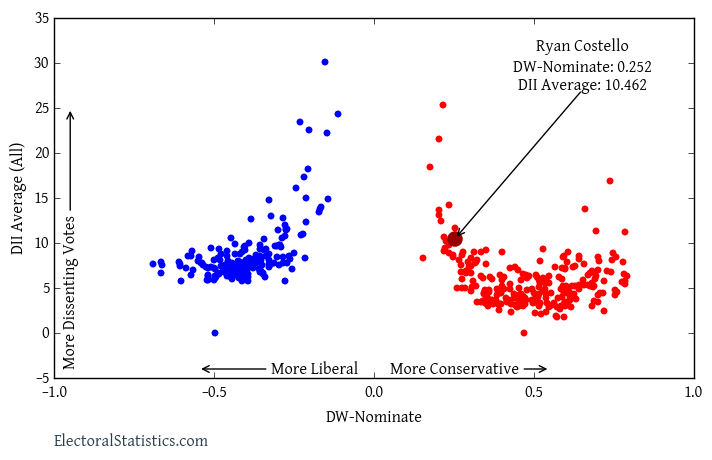 35
30
25
20
15
10
5
0
−5
DII Average (All)
More Dissenting Votes
Ryan Costello
DW-Nominate: 0.252
DII Average: 10.462
More Liberal
More Conservative
−1.0 −0.5 0.0 0.5 1.0
DW-Nominate
ElectoralStatistics.com